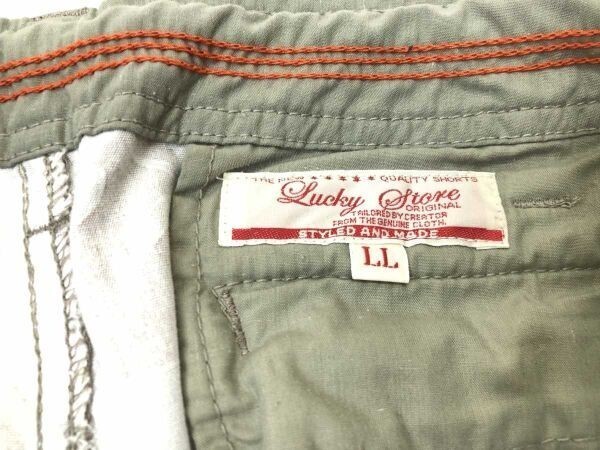 THE NEW ★★★★★ QUALITY SHORTS
Lucky Store
ORIGINAL
TAILORED BY CREATOR
FROM THE GENUINE CLOTH.
STYLED AND MADE
LL